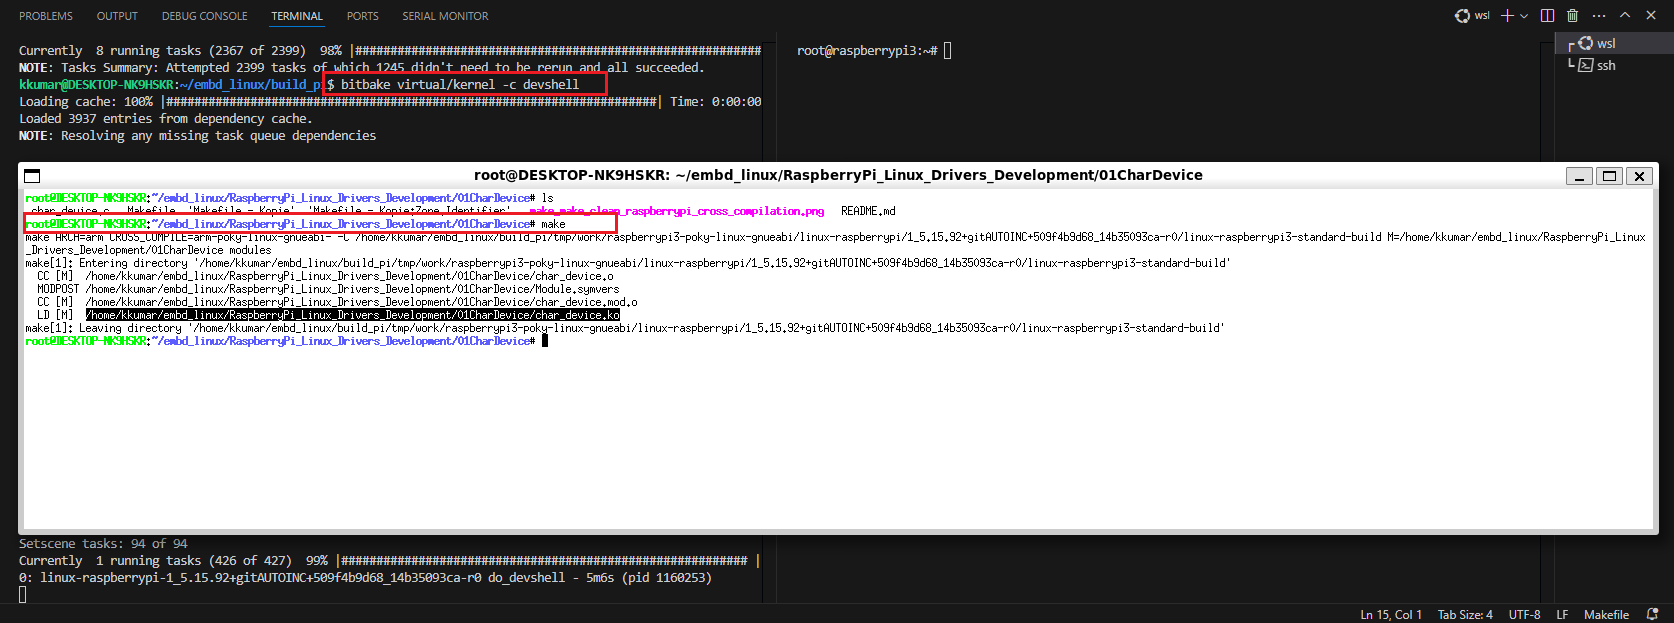 PROBLEMS OUTPUT DEBUG CONSOLE TERMINAL PORTS SERIAL MONITOR wsl
Currently  8 running tasks (2367 of 2399)  98% |##########################################################
NOTE: Tasks Summary: Attempted 2399 tasks of which 1245 didn't need to be rerun and all succeeded.
kkumar@DESKTOP-NK9HSKR:~/embd_linux/build_pi$ bitbake virtual/kernel -c devshell
Loading cache: 100% |######################################################################| Time: 0:00:00
Loaded 3937 entries from dependency cache.
NOTE: Resolving any missing task queue dependencies
root@raspberrypi3:~#
wsl
ssh
root@DESKTOP-NK9HSKR: ~/embd_linux/RaspberryPi_Linux_Drivers_Development/01CharDevice
root@DESKTOP-NK9HSKR:~/embd_linux/RaspberryPi_Linux_Drivers_Development/01CharDevice# ls
char_device.c   Makefile  'Makefile - Kopie'  'Makefile - Kopie:Zone.Identifier'   make_make_clean_raspberrypi_cross_compilation.png   README.md
root@DESKTOP-NK9HSKR:~/embd_linux/RaspberryPi_Linux_Drivers_Development/01CharDevice# make
make ARCH=arm CROSS_COMPILE=arm-poky-linux-gnueabi- -C /home/kkumar/embd_linux/build_pi/tmp/work/raspberrypi3-poky-linux-gnueabi/linux-raspberrypi/1_5.15.92+gitAUTOINC+509f4b9d68_14b35093ca-r0/linux-raspberrypi3-standard-build M=/home/kkumar/embd_linux/RaspberryPi_Linux
_Drivers_Development/01CharDevice modules
make[1]: Entering directory '/home/kkumar/embd_linux/build_pi/tmp/work/raspberrypi3-poky-linux-gnueabi/linux-raspberrypi/1_5.15.92+gitAUTOINC+509f4b9d68_14b35093ca-r0/linux-raspberrypi3-standard-build'
  CC [M]  /home/kkumar/embd_linux/RaspberryPi_Linux_Drivers_Development/01CharDevice/char_device.o
  MODPOST /home/kkumar/embd_linux/RaspberryPi_Linux_Drivers_Development/01CharDevice/Module.symvers
  CC [M]  /home/kkumar/embd_linux/RaspberryPi_Linux_Drivers_Development/01CharDevice/char_device.mod.o
  LD [M]  /home/kkumar/embd_linux/RaspberryPi_Linux_Drivers_Development/01CharDevice/char_device.ko
make[1]: Leaving directory '/home/kkumar/embd_linux/build_pi/tmp/work/raspberrypi3-poky-linux-gnueabi/linux-raspberrypi/1_5.15.92+gitAUTOINC+509f4b9d68_14b35093ca-r0/linux-raspberrypi3-standard-build'
root@DESKTOP-NK9HSKR:~/embd_linux/RaspberryPi_Linux_Drivers_Development/01CharDevice#
Setscene tasks: 94 of 94
Currently  1 running tasks (426 of 427)  99% |########################################################## |
0: linux-raspberrypi-1_5.15.92+gitAUTOINC+509f4b9d68_14b35093ca-r0 do_devshell - 5m6s (pid 1160253)
Ln 15, Col 1 Tab Size: 4 UTF-8 LF Makefile